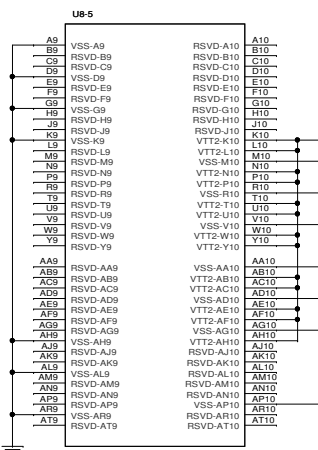 U8-5
A9 VSS-A9 RSVD-A10 A10
B9 RSVD-B9 RSVD-B10 B10
C9 RSVD-C9 RSVD-C10 C10
D9 VSS-D9 RSVD-D10 D10
E9 RSVD-E9 RSVD-E10 E10
F9 RSVD-F9 RSVD-F10 F10
G9 VSS-G9 RSVD-G10 G10
H9 RSVD-H9 RSVD-H10 H10
J9 RSVD-J9 RSVD-J10 J10
K9 VSS-K9 VTT2-K10 K10
L9 RSVD-L9 VTT2-L10 L10
M9 RSVD-M9 VSS-M10 M10
N9 RSVD-N9 VTT2-N10 N10
P9 RSVD-P9 VTT2-P10 P10
R9 RSVD-R9 VSS-R10 R10
T9 RSVD-T9 VTT2-T10 T10
U9 RSVD-U9 VTT2-U10 U10
V9 RSVD-V9 VSS-V10 V10
W9 RSVD-W9 VTT2-W10 W10
Y9 RSVD-Y9 VTT2-Y10 Y10
AA9 RSVD-AA9 VSS-AA10 AA10
AB9 RSVD-AB9 VTT2-AB10 AB10
AC9 RSVD-AC9 VTT2-AC10 AC10
AD9 RSVD-AD9 VSS-AD10 AD10
AE9 RSVD-AE9 VTT2-AE10 AE10
AF9 RSVD-AF9 VTT2-AF10 AF10
AG9 RSVD-AG9 VSS-AG10 AG10
AH9 VSS-AH9 VTT2-AH10 AH10
AJ9 RSVD-AJ9 RSVD-AJ10 AJ10
AK9 RSVD-AK9 RSVD-AK10 AK10
AL9 VSS-AL9 RSVD-AL10 AL10
AM9 RSVD-AM9 RSVD-AM10 AM10
AN9 RSVD-AN9 RSVD-AN10 AN10
AP9 RSVD-AP9 VSS-AP10 AP10
AR9 VSS-AR9 RSVD-AR10 AR10
AT9 RSVD-AT9 RSVD-AT10 AT10